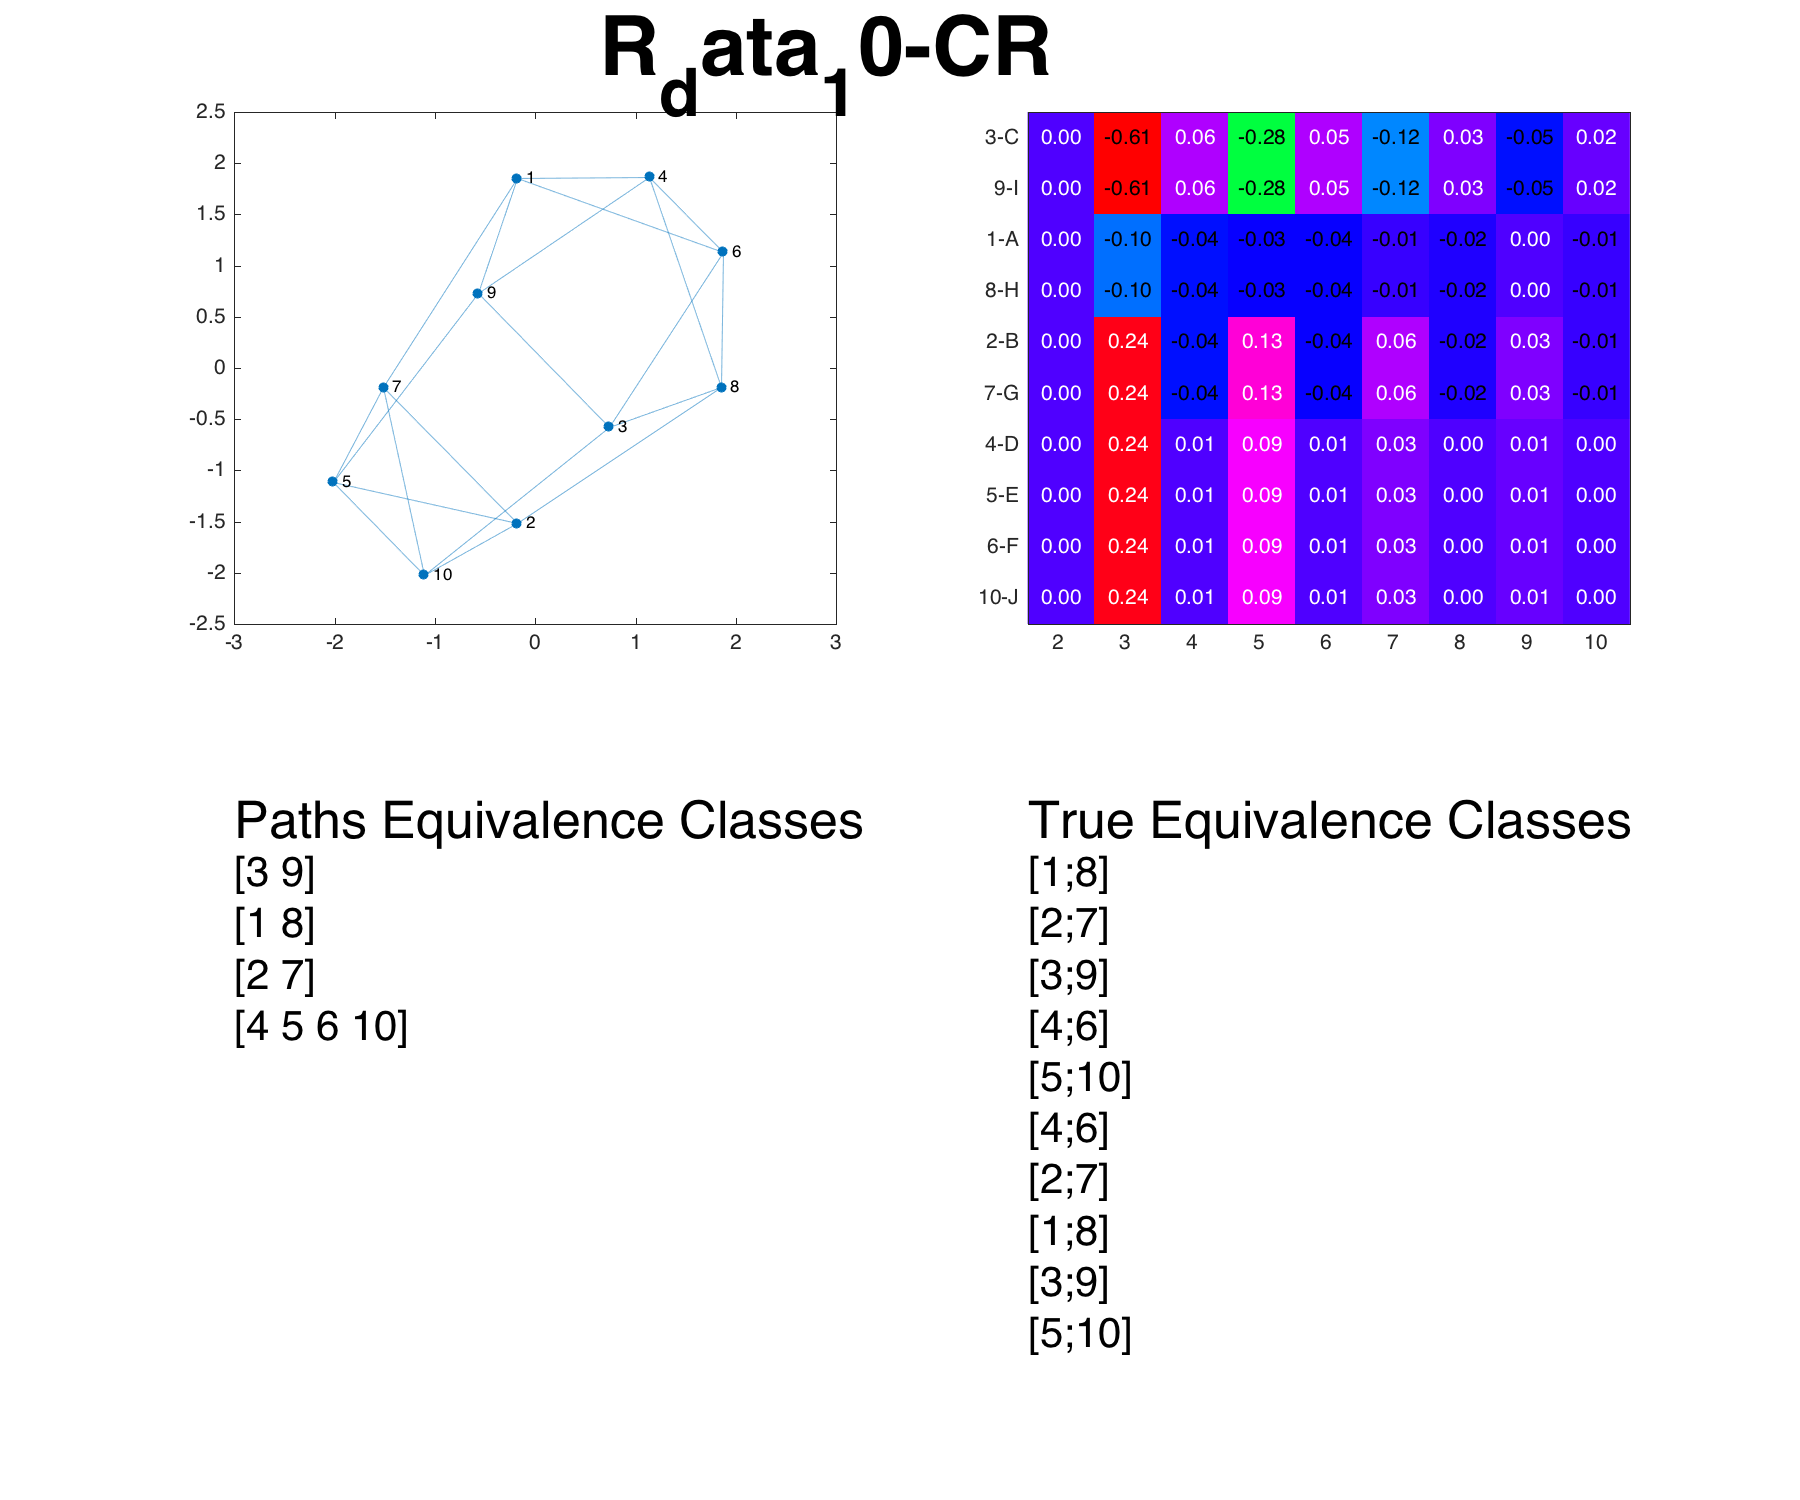 R_data_10-CR
2.5
2
1.5
1
0.5
0
-0.5
-1
-1.5
-2
-2.5
-3 -2 -1 0 1 2 3
1
4
6
9
7
8
3
5
2
10
3-C 0.00 -0.61 0.06 -0.28 0.05 -0.12 0.03 -0.05 0.02
9-I 0.00 -0.61 0.06 -0.28 0.05 -0.12 0.03 -0.05 0.02
1-A 0.00 -0.10 -0.04 -0.03 -0.04 -0.01 -0.02 0.00 -0.01
8-H 0.00 -0.10 -0.04 -0.03 -0.04 -0.01 -0.02 0.00 -0.01
2-B 0.00 0.24 -0.04 0.13 -0.04 0.06 -0.02 0.03 -0.01
7-G 0.00 0.24 -0.04 0.13 -0.04 0.06 -0.02 0.03 -0.01
4-D 0.00 0.24 0.01 0.09 0.01 0.03 0.00 0.01 0.00
5-E 0.00 0.24 0.01 0.09 0.01 0.03 0.00 0.01 0.00
6-F 0.00 0.24 0.01 0.09 0.01 0.03 0.00 0.01 0.00
10-J 0.00 0.24 0.01 0.09 0.01 0.03 0.00 0.01 0.00
2 3 4 5 6 7 8 9 10
Paths Equivalence Classes
[3 9]
[1 8]
[2 7]
[4 5 6 10]
True Equivalence Classes
[1;8]
[2;7]
[3;9]
[4;6]
[5;10]
[4;6]
[2;7]
[1;8]
[3;9]
[5;10]